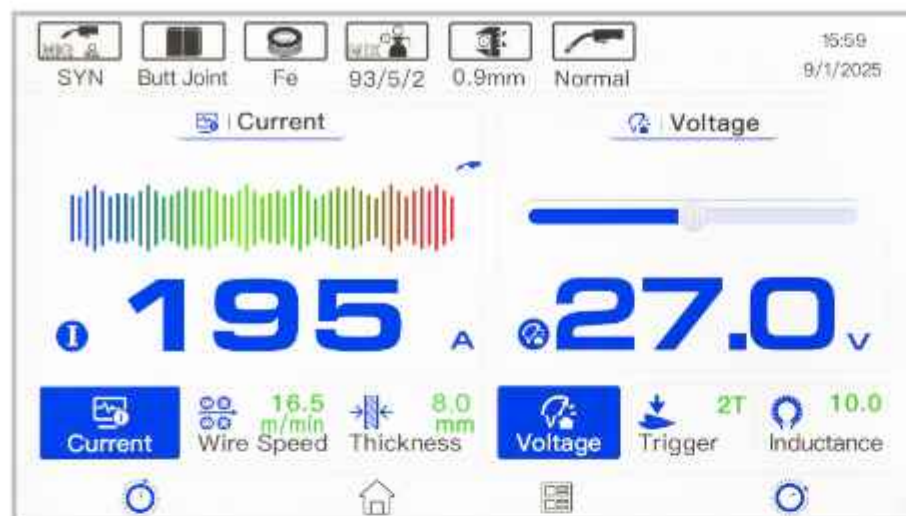 SYN
Butt Joint
Fe
MIX
93/5/2
0.9mm
Normal
15:59
9/1/2025
Current
Voltage
I
195
A
27.0
V
Current
16.5
m/min
Wire Speed
8.0
mm
Thickness
Voltage
2T
Trigger
10.0
Inductance